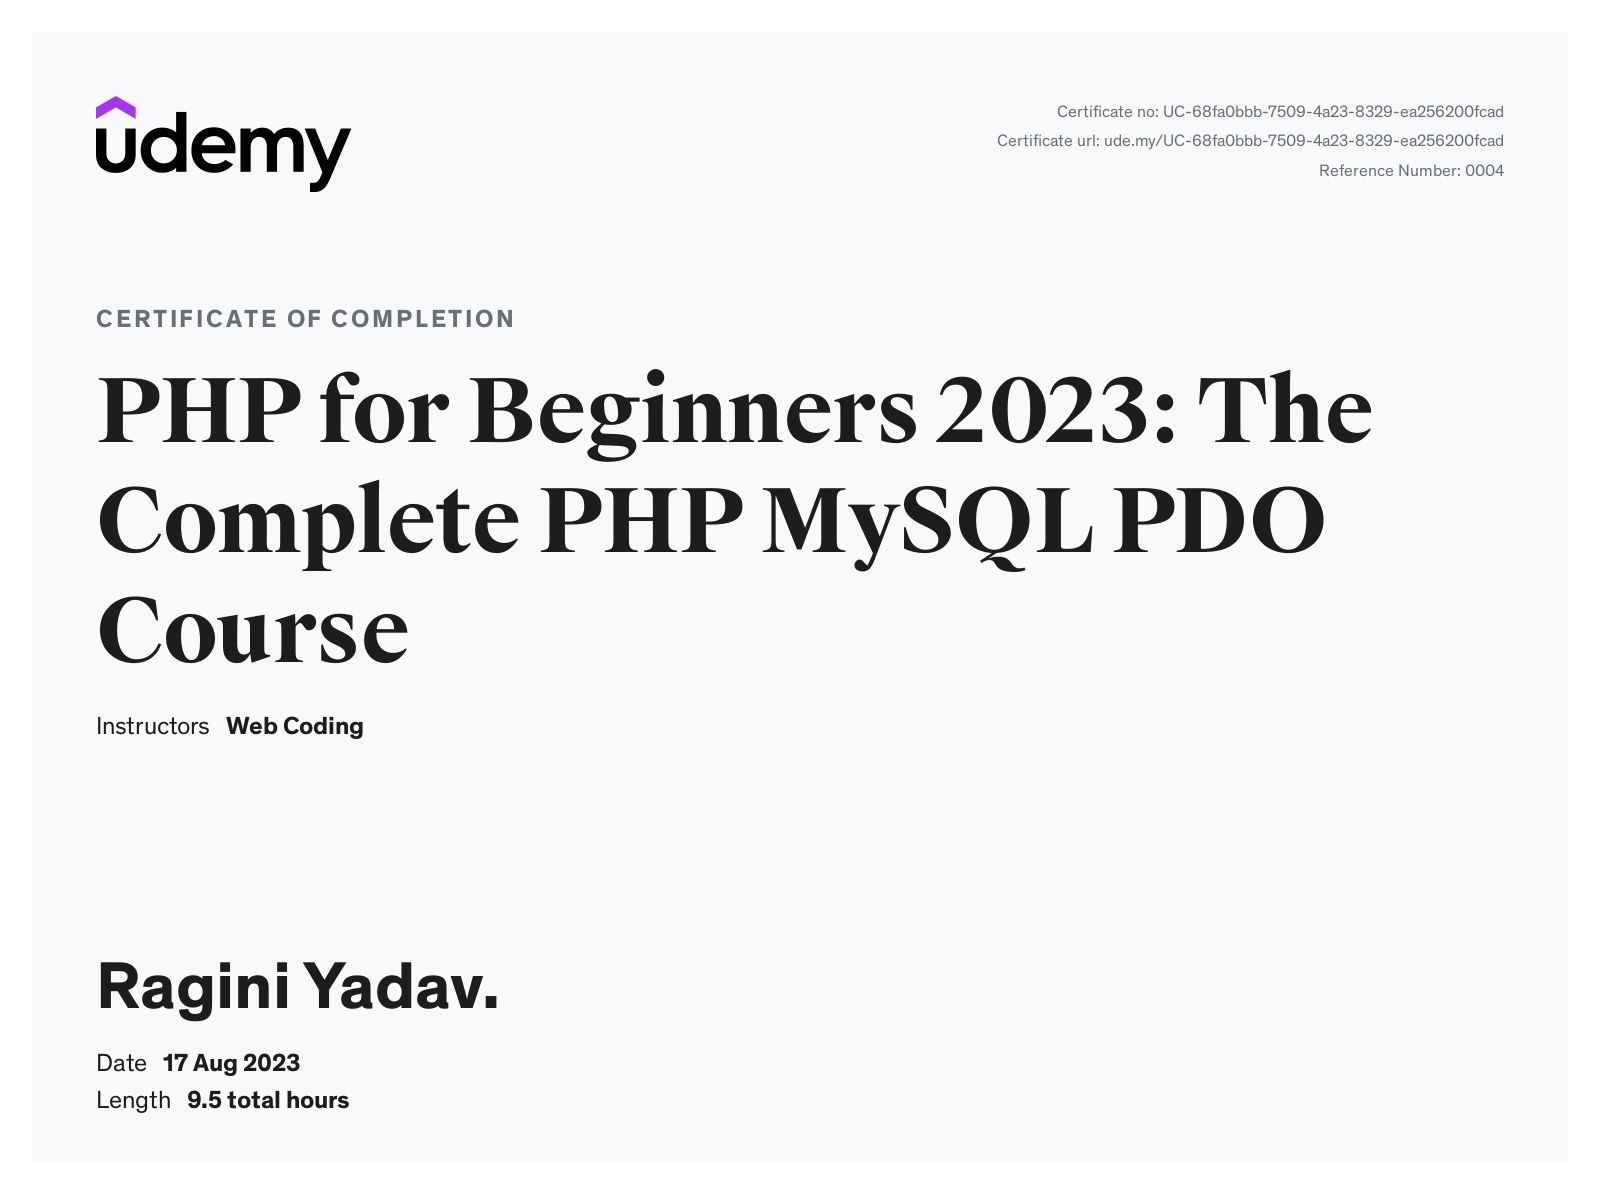 udemy
Certificate no: UC-68fa0bbb-7509-4a23-8329-ea256200fcad
Certificate url: ude.my/UC-68fa0bbb-7509-4a23-8329-ea256200fcad
Reference Number: 0004
CERTIFICATE OF COMPLETION
PHP for Beginners 2023: The
Complete PHP MySQL PDO
Course
Instructors Web Coding
Ragini Yadav.
Date 17 Aug 2023
Length 9.5 total hours